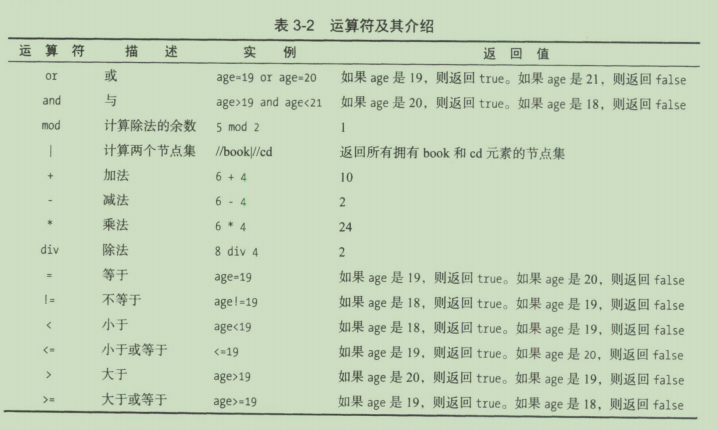 表 3-2 运算符及其介绍
运 算 符 描 述 实 例 返 回 值
or 或 age=19 or age=20 如果 age 是 19，则返回 true。如果 age 是 21，则返回 false
and 与 age>19 and age<21 如果 age 是 20，则返回 true。如果 age 是 18，则返回 false
mod 计算除法的余数 5 mod 2 1
| 计算两个节点集 //book|//cd 返回所有拥有 book 和 cd 元素的节点集
+ 加法 6 + 4 10
- 减法 6 - 4 2
* 乘法 6 * 4 24
div 除法 8 div 4 2
= 等于 age=19 如果 age 是 19，则返回 true。如果 age 是 20，则返回 false
!= 不等于 age!=19 如果 age 是 18，则返回 true。如果 age 是 19，则返回 false
< 小于 age<19 如果 age 是 18，则返回 true。如果 age 是 19，则返回 false
<= 小于或等于 <=19 如果 age 是 19，则返回 true。如果 age 是 20，则返回 false
> 大于 age>19 如果 age 是 20，则返回 true。如果 age 是 19，则返回 false
>= 大于或等于 age>=19 如果 age 是 19，则返回 true。如果 age 是 18，则返回 false